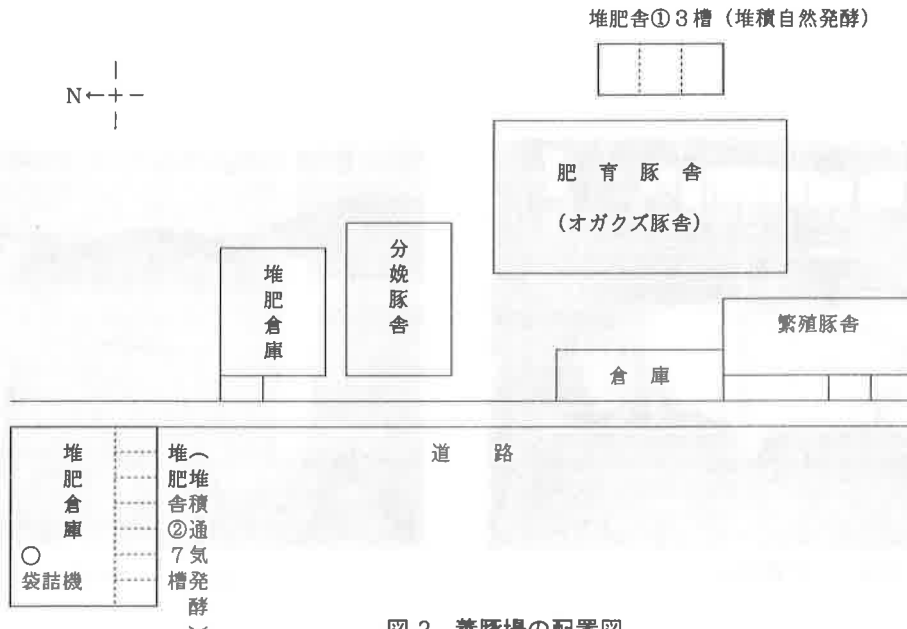 堆肥舎①3槽（堆積自然発酵）
N
肥育豚舎
（オガクズ豚舎）
分娩豚舎
堆肥倉庫
繁殖豚舎
倉庫
道路
堆肥倉庫
堆肥舎②7槽
（堆積通気発酵）
袋詰機
図2 養豚場の配置図